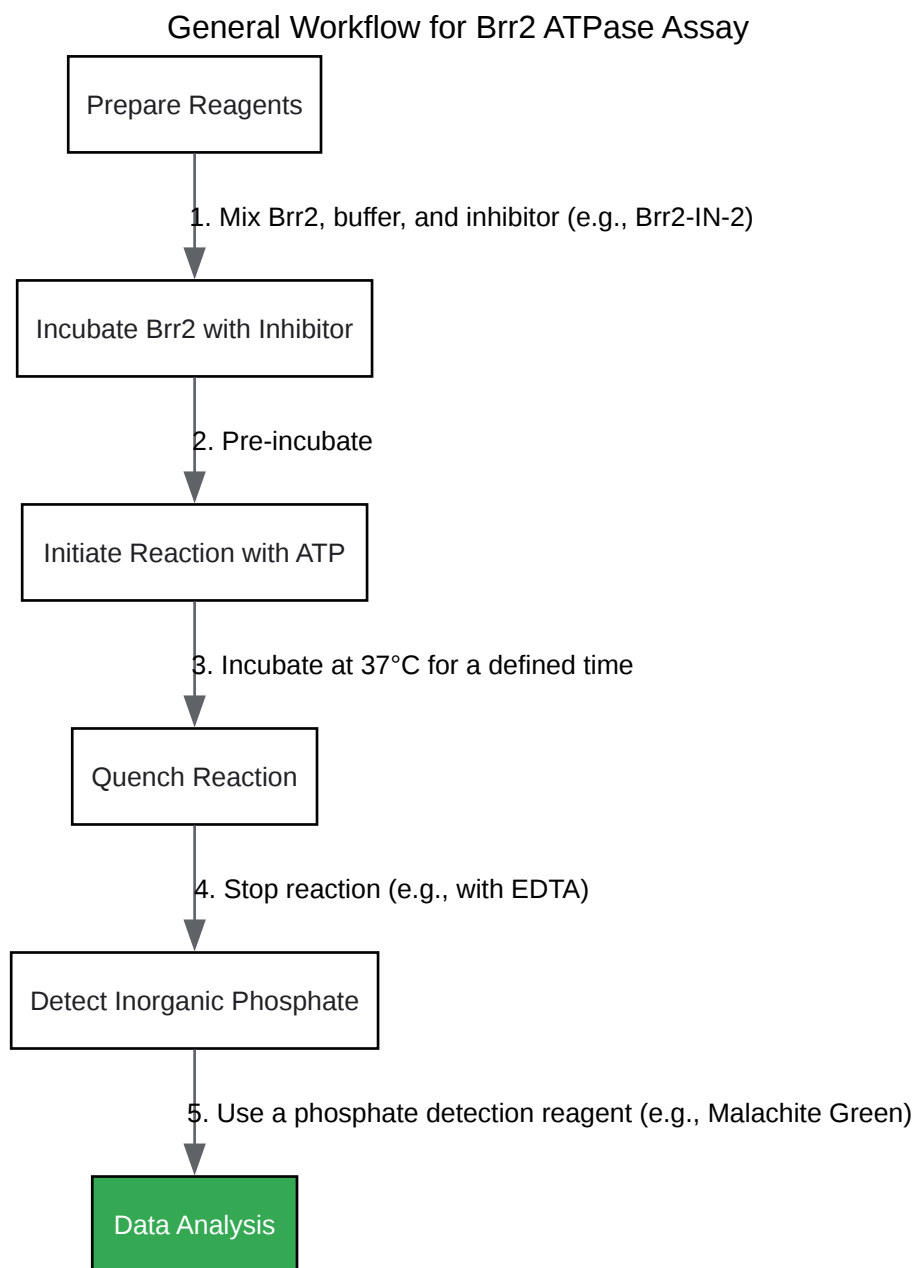 General Workflow for Brr2 ATPase Assay
Prepare Reagents
1. Mix Brr2, buffer, and inhibitor (e.g., Brr2-IN-2)
Incubate Brr2 with Inhibitor
2. Pre-incubate
Initiate Reaction with ATP
3. Incubate at 37°C for a defined time
Quench Reaction
4. Stop reaction (e.g., with EDTA)
Detect Inorganic Phosphate
5. Use a phosphate detection reagent (e.g., Malachite Green)
Data Analysis